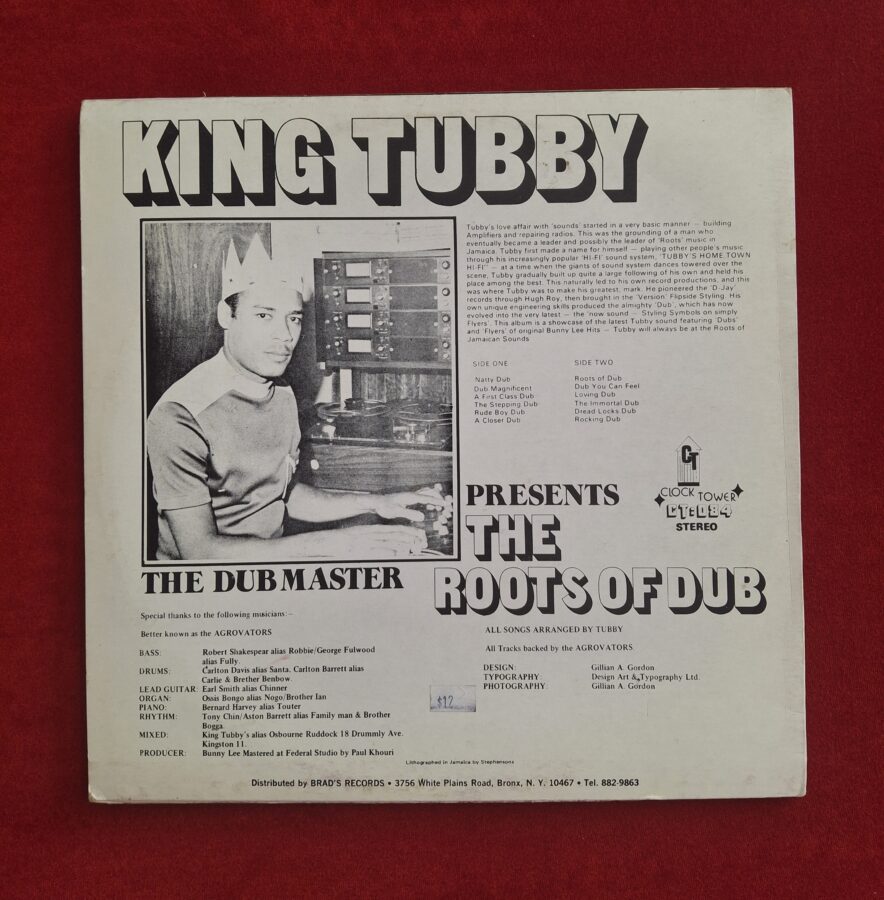 KING TUBBY
Tubby's love affair with 'sounds' started in a very basic manner — building
Amplifiers and repairing radios. This was the grounding of a man who
eventually became a leader and possibly the leader of 'Roots' music in
Jamaica. Tubby first made a name for himself — playing other people's music
through his increasingly popular 'HI-FI' sound system, 'TUBBY'S HOME TOWN
HI-FI" — at a time when the giants of sound system dances towered over the
scene, Tubby gradually built up quite a large following of his own and held his
place among the best. This naturally led to his own record productions, and this
was where Tubby was to make his greatest, mark. He pioneered the 'D Jay'
records through Hugh Roy, then brought in the 'Version' Flipside Styling. His
own unique engineering skills produced the almighty 'Dub', which has now
evolved into the very latest — the 'now sound — Styling Symbols on simply
Flyers'. This album is a showcase of the latest Tubby sound featuring 'Dubs'
and 'Flyers' of original Bunny Lee Hits — Tubby will always be at the Roots of
Jamaican Sounds
SIDE ONE
Natty Dub
Dub Magnificent
A First Class Dub
The Stepping Dub
Rude Boy Dub
A Closer Dub
SIDE TWO
Roots of Dub
Dub You Can Feel
Loving Dub
The Immortal Dub
Dread Locks Dub
Rocking Dub
CT
CLOCK TOWER
STEREO
PRESENTS
THE
ROOTS OF DUB
THE DUB MASTER
Special thanks to the following musicians:—
Better known as the AGROVATORS
BASS: Robert Shakespear alias Robbie/George Fulwood
alias Fully.
DRUMS: Carlton Davis alias Santa. Carlton Barrett alias
Carlie & Brether Benbow.
LEAD GUITAR: Earl Smith alias Chinner
ORGAN: Ossis Bongo alias Nogo/Brother Ian
PIANO: Bernard Harvey alias Touter
RHYTHM: Tony Chin/Aston Barrett alias Family man & Brother
Bogga.
MIXED: King Tubby's alias Osbourne Ruddock 18 Drummly Ave.
Kingston 11.
PRODUCER: Bunny Lee Mastered at Federal Studio by Paul Khouri
ALL SONGS ARRANGED BY TUBBY
All Tracks backed by the AGROVATORS
DESIGN: Gillian A. Gordon
TYPOGRAPHY: Design Art & Typography Ltd.
PHOTOGRAPHY: Gillian A. Gordon
$12
Lithographed in Jamaica by Stephensons
Distributed by BRAD'S RECORDS • 3756 White Plains Road, Bronx, N. Y. 10467 • Tel. 882-9863